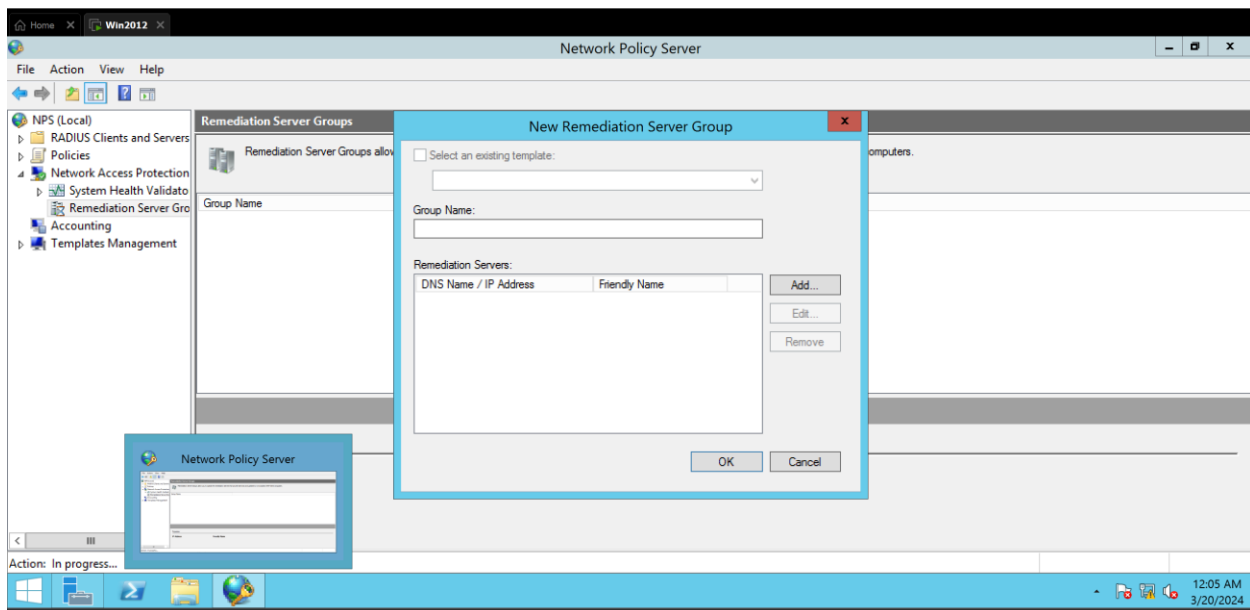 Home
Win2012
Network Policy Server
File Action View Help
NPS (Local)
RADIUS Clients and Servers
Policies
Network Access Protection
System Health Validato
Remediation Server Gro
Accounting
Templates Management
Remediation Server Groups
Remediation Server Groups allow
omputers.
Group Name
New Remediation Server Group
Select an existing template:
Group Name:
Remediation Servers:
DNS Name / IP Address Friendly Name
Add...
Edit...
Remove
OK Cancel
Network Policy Server
Action: In progress...
12:05 AM
3/20/2024